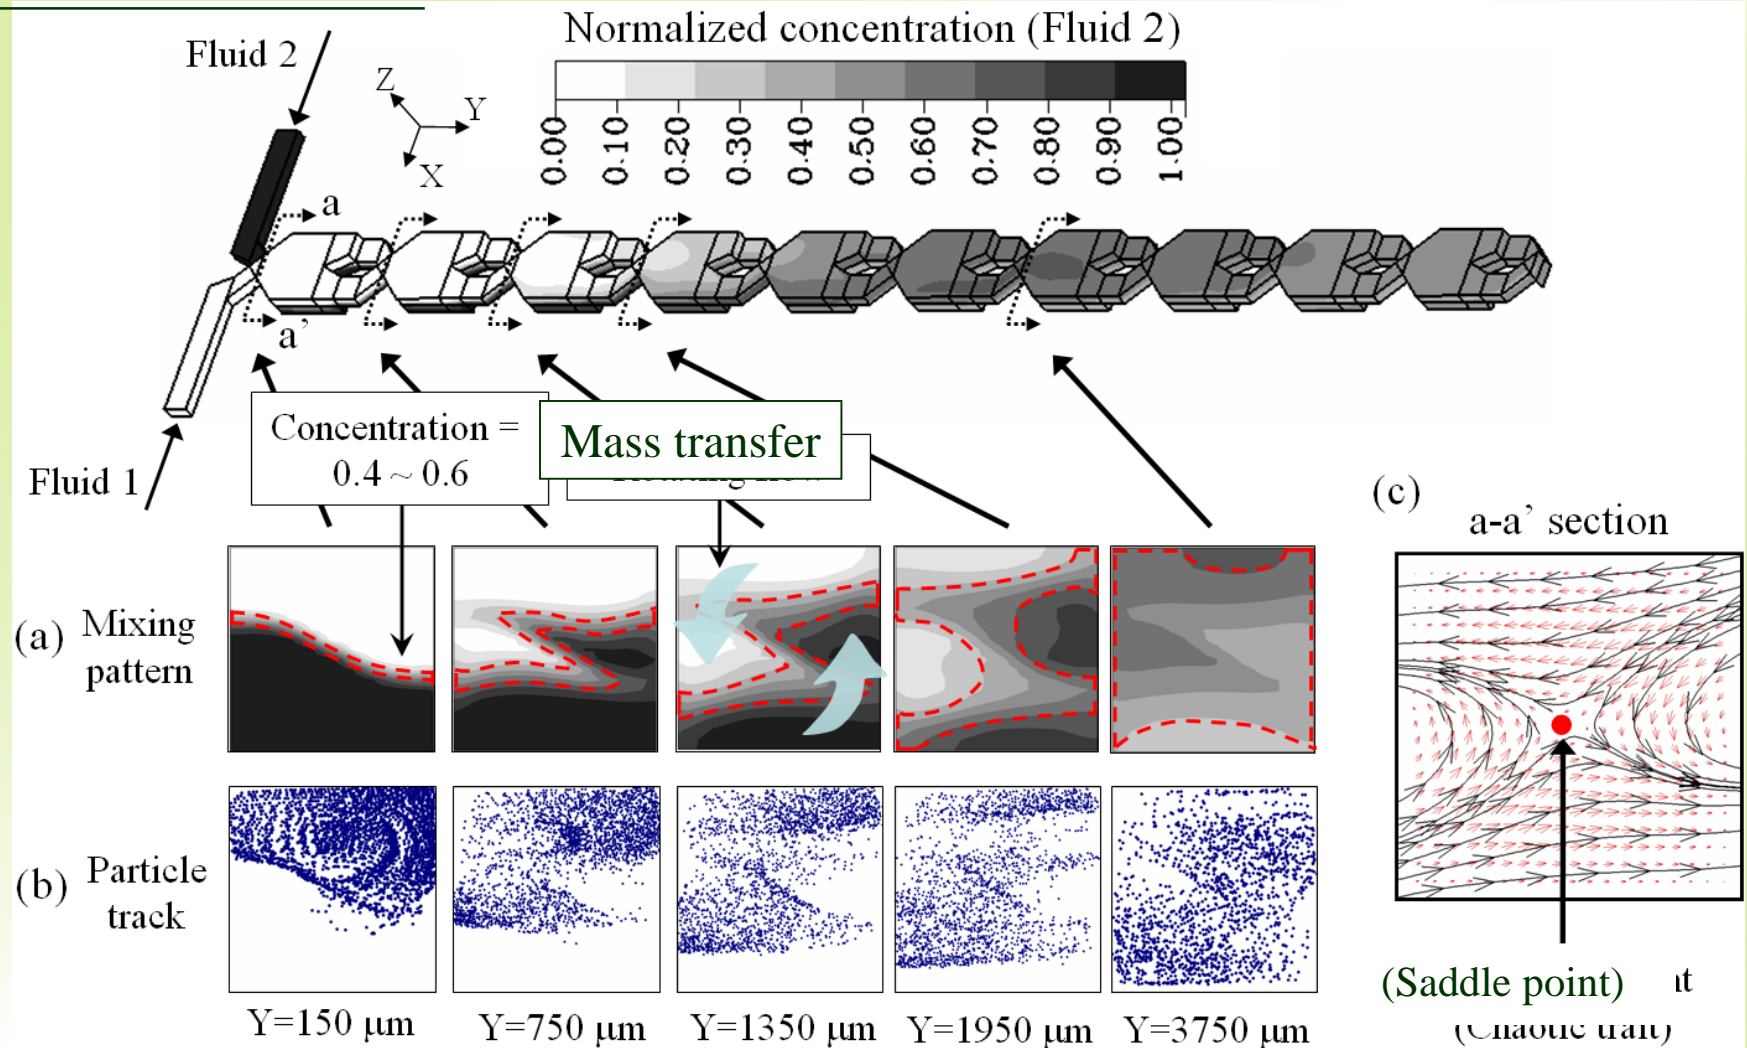 Normalized concentration (Fluid 2)
Fluid 2
Z
Y
X
0.00 0.10 0.20 0.30 0.40 0.50 0.60 0.70 0.80 0.90 1.00
a
a’
Fluid 1
Concentration =
0.4 ~ 0.6
Mass transfer
(c)
a-a’ section
(a) Mixing
pattern
(b) Particle
track
(Saddle point)
(Chaotic trait)
Y=150 μm Y=750 μm Y=1350 μm Y=1950 μm Y=3750 μm